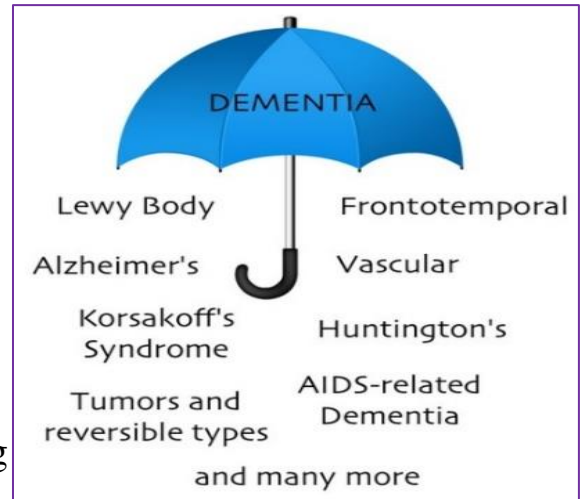 DEMENTIA
Lewy Body
Frontotemporal
Alzheimer's
Vascular
Korsakoff's
Syndrome
Huntington's
Tumors and
reversible types
AIDS-related
Dementia
g
and many more